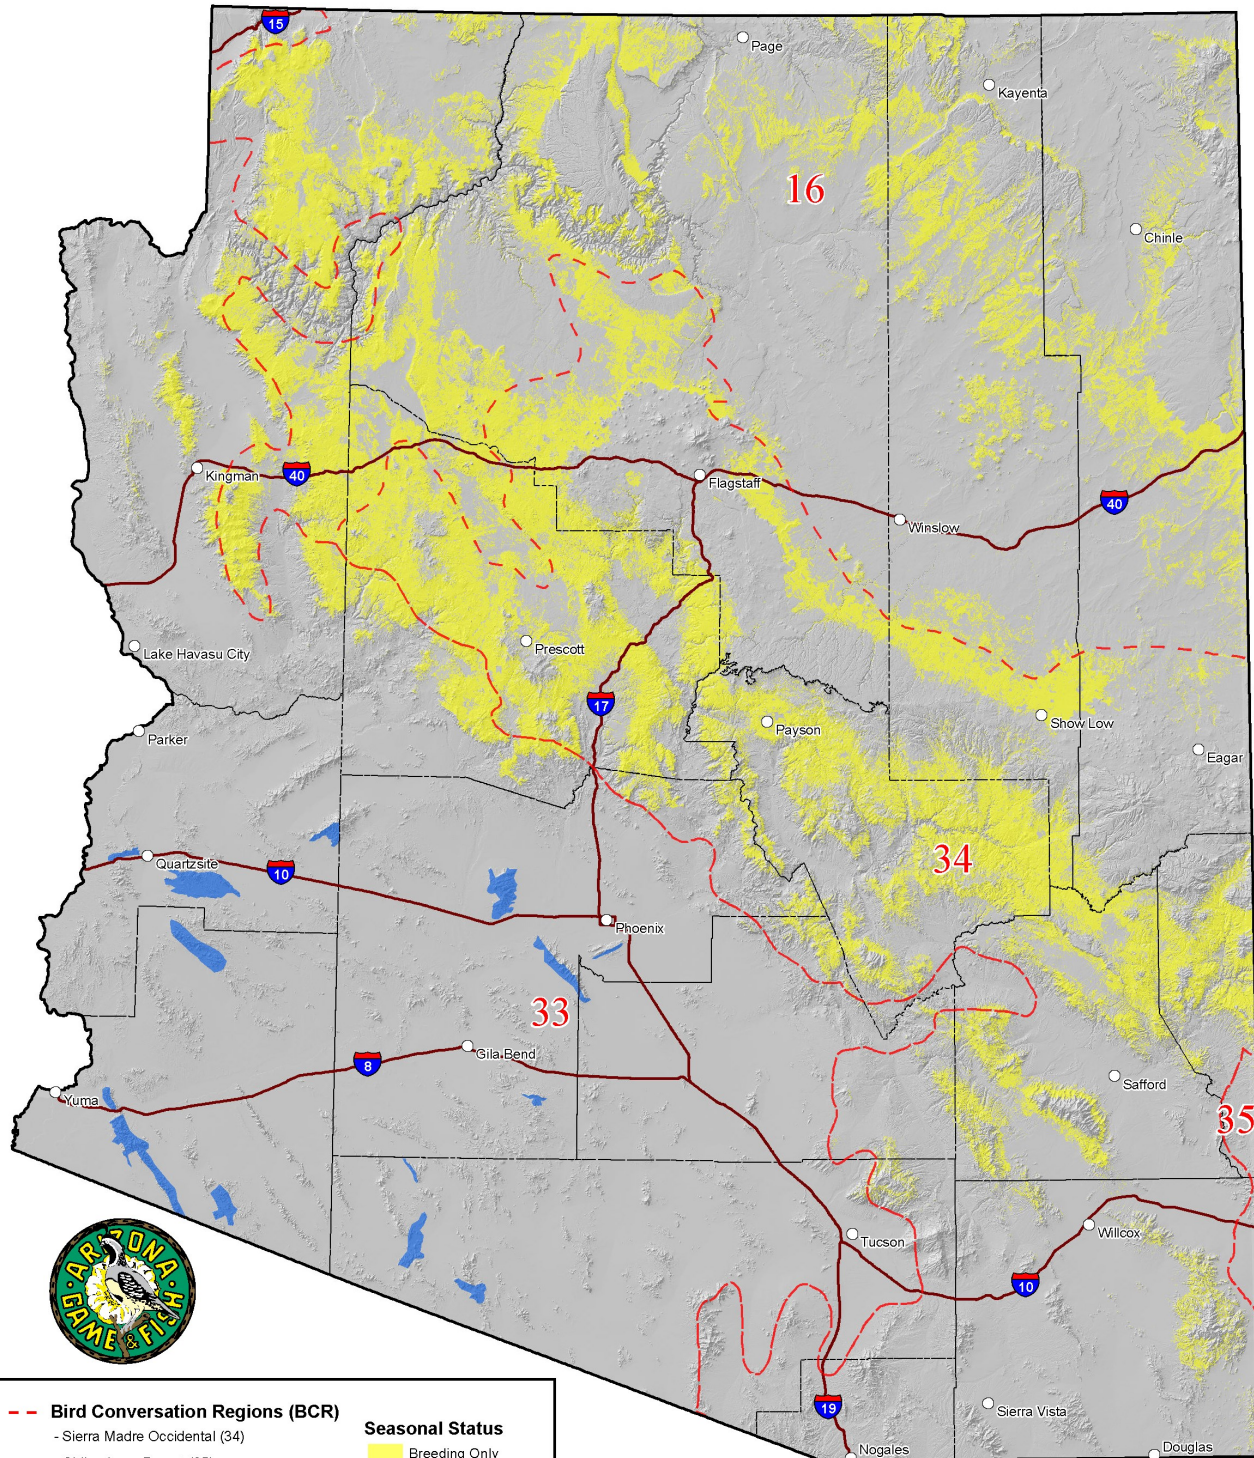 15
Page
Kayenta
16
Chinle
Kingman
40
Flagstaff
40
Winslow
Lake Havasu City
Prescott
17
Parker
Payson
Show Low
Eagar
Quartzsite
10
34
Phoenix
33
Gila Bend
8
Safford
Yuma
35
Tucson
Willcox
10
ARIZONA
GAME & FISH
19
Sierra Vista
Nogales
Douglas
Bird Conversation Regions (BCR)
- Sierra Madre Occidental (34)
Seasonal Status
Breeding Only